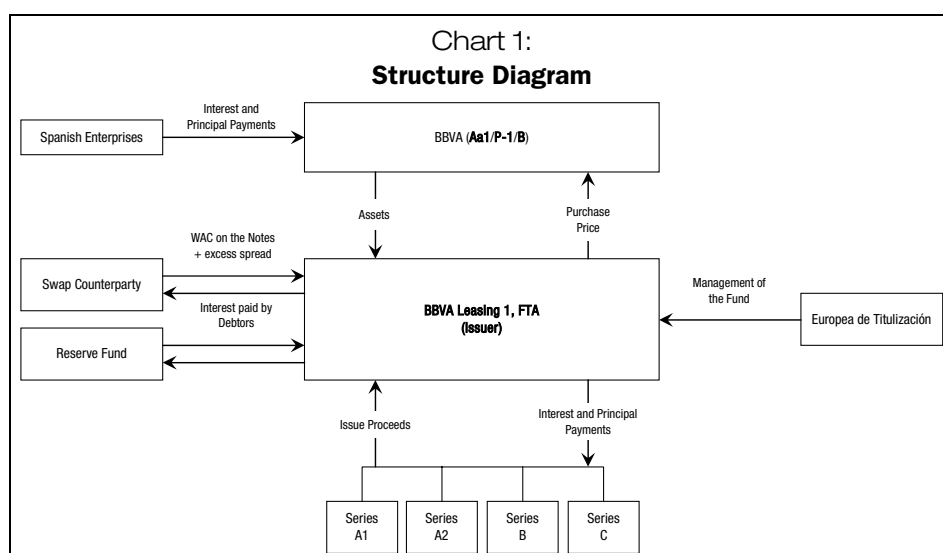 Chart 1:
Structure Diagram
Interest and
Principal Payments
Spanish Enterprises
BBVA (Aa1/P-1/B)
Assets
Purchase
Price
WAC on the Notes
+ excess spread
Swap Counterparty
Interest paid by
Debtors
Reserve Fund
BBVA Leasing 1, FTA
(Issuer)
Management of
the Fund
Europea de Titulización
Issue Proceeds
Interest and Principal
Payments
Series
A1
Series
A2
Series
B
Series
C